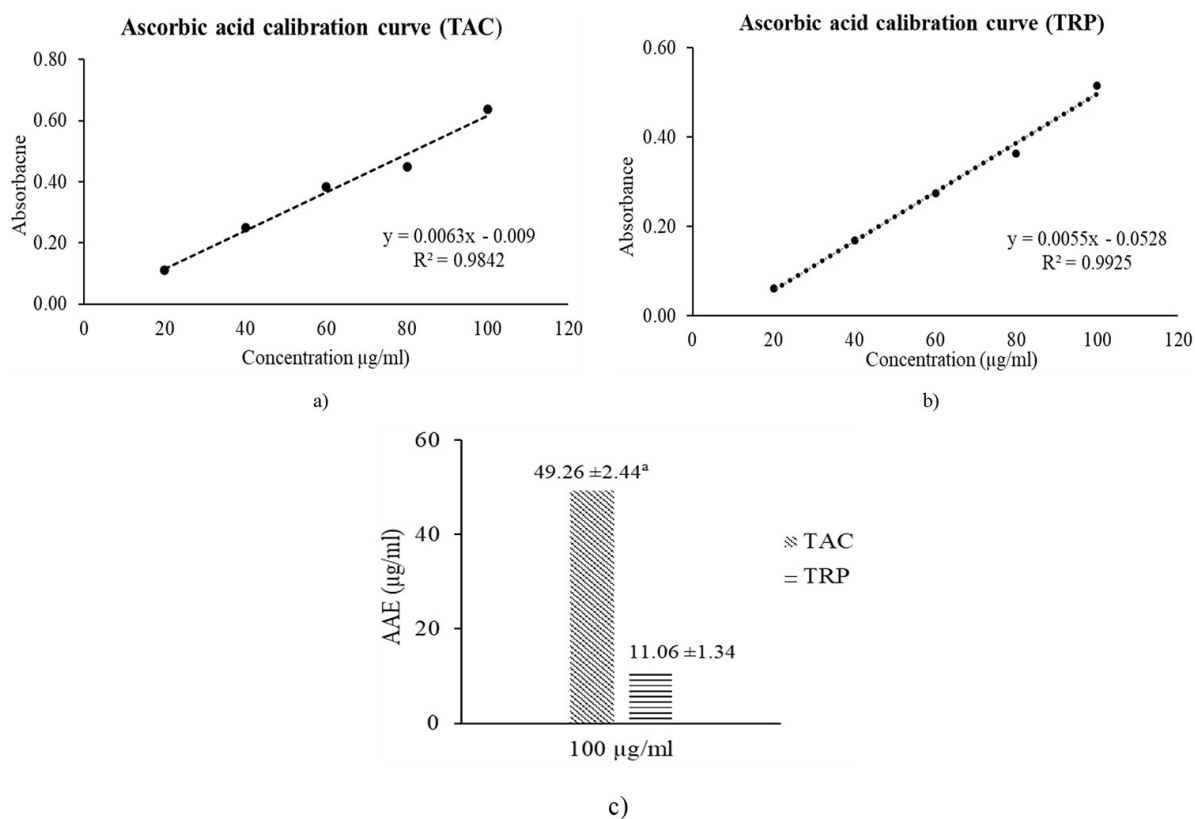 Ascorbic acid calibration curve (TAC)
0.80
0.60
0.40
0.20
0.00
Absorbacne
y = 0.0063x - 0.009
R² = 0.9842
0 20 40 60 80 100 120
Concentration µg/ml)
a)
Ascorbic acid calibration curve (TRP)
0.60
0.40
0.20
0.00
Absorbance
y = 0.0055x - 0.0528
R² = 0.9925
0 20 40 60 80 100 120
Concentration (µg/ml)
b)
60
40
20
0
AAE (µg/ml)
49.26 ±2.44ᵃ
11.06 ±1.34
TAC
TRP
100 µg/ml
c)